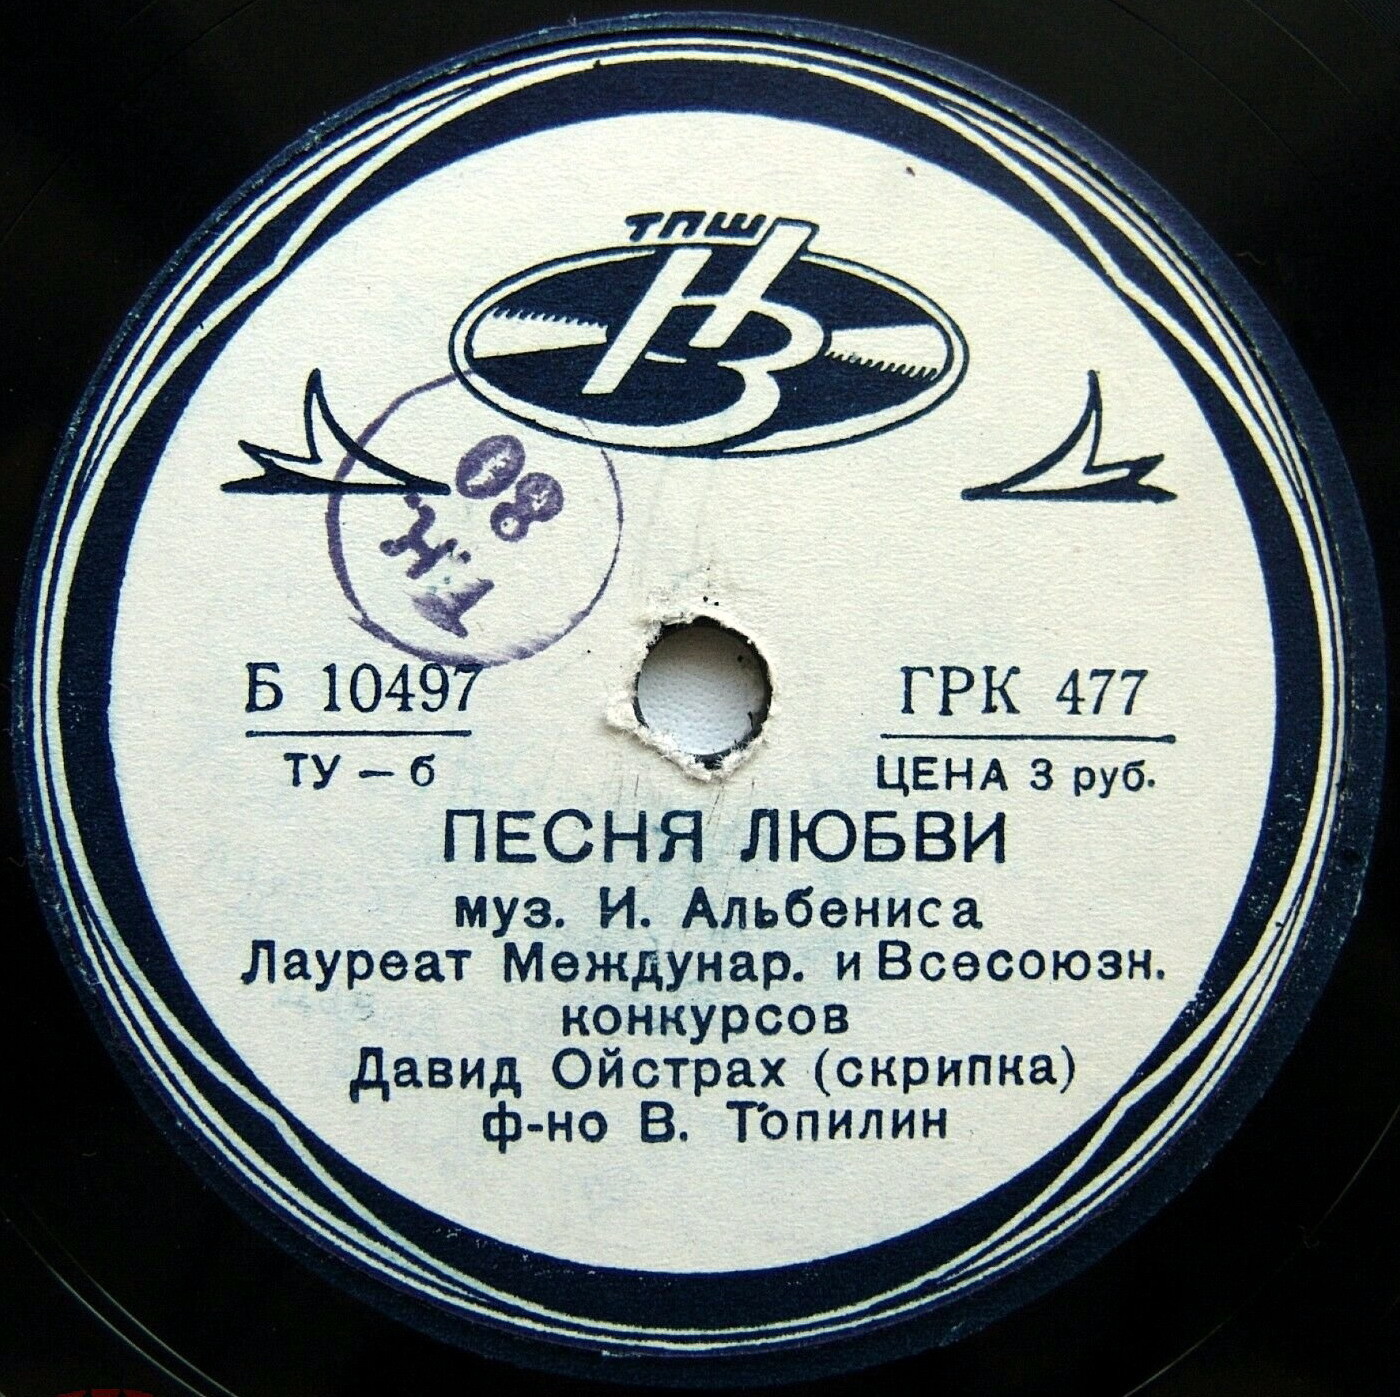 ТПШ
НЗ
80
Т.К
Б 10497
ГРК 477
ТУ – б
ЦЕНА 3 руб.
ПЕСНЯ ЛЮБВИ
муз. И. Альбениса
Лауреат Междунар. и Всесоюзн.
конкурсов
Давид Ойстрах (скрипка)
ф-но В. Топилин